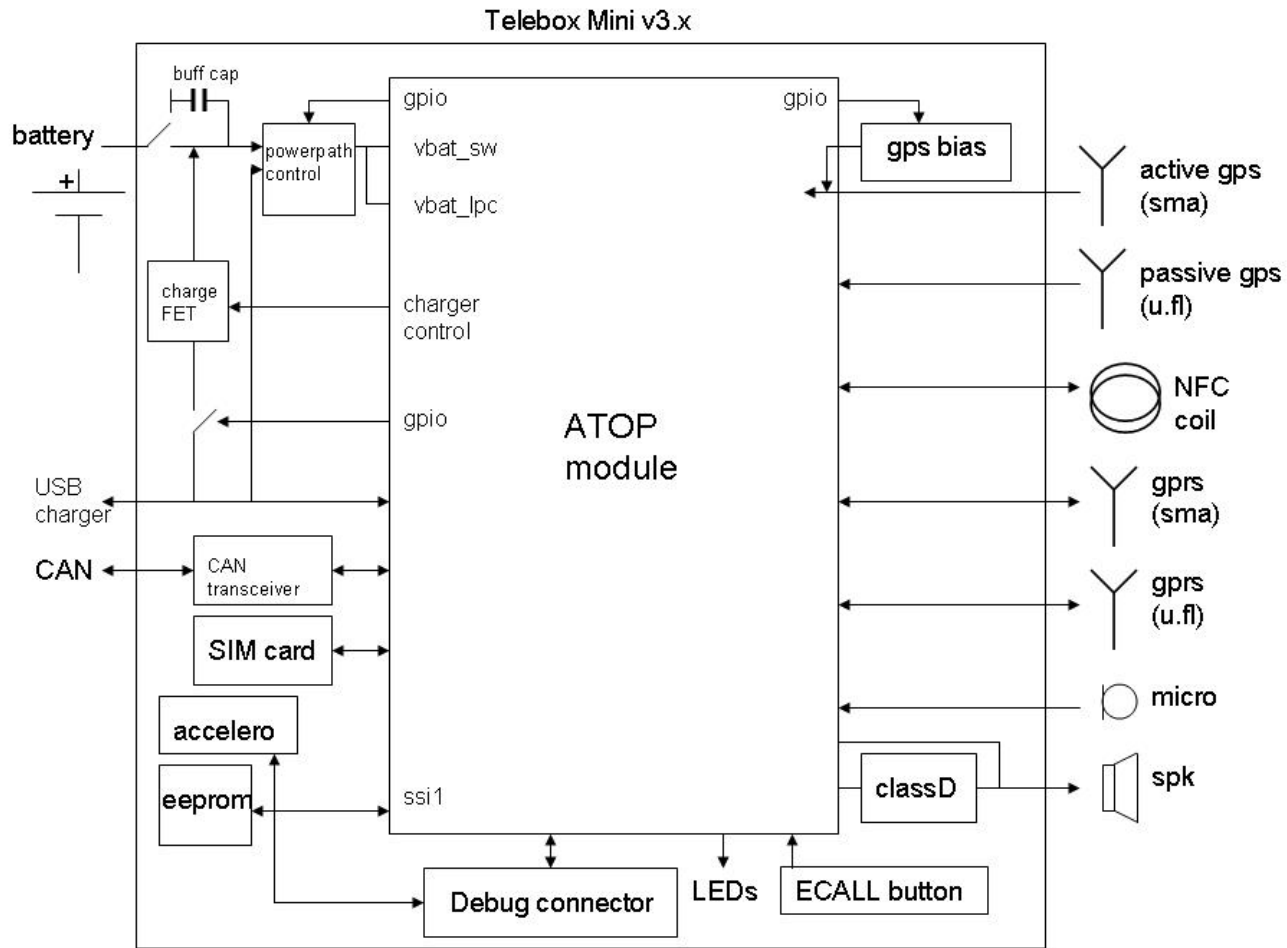 Telebox Mini v3.x
buff cap
battery
+
powerpath
control
gpio
vbat_sw
vbat_lpc
charge
FET
charger
control
gpio
USB
charger
CAN
CAN
transceiver
SIM card
accelero
eeprom
ssi1
ATOP
module
gpio
gps bias
active gps
(sma)
passive gps
(u.fl)
NFC
coil
gprs
(sma)
gprs
(u.fl)
micro
classD
spk
Debug connector
LEDs
ECALL button